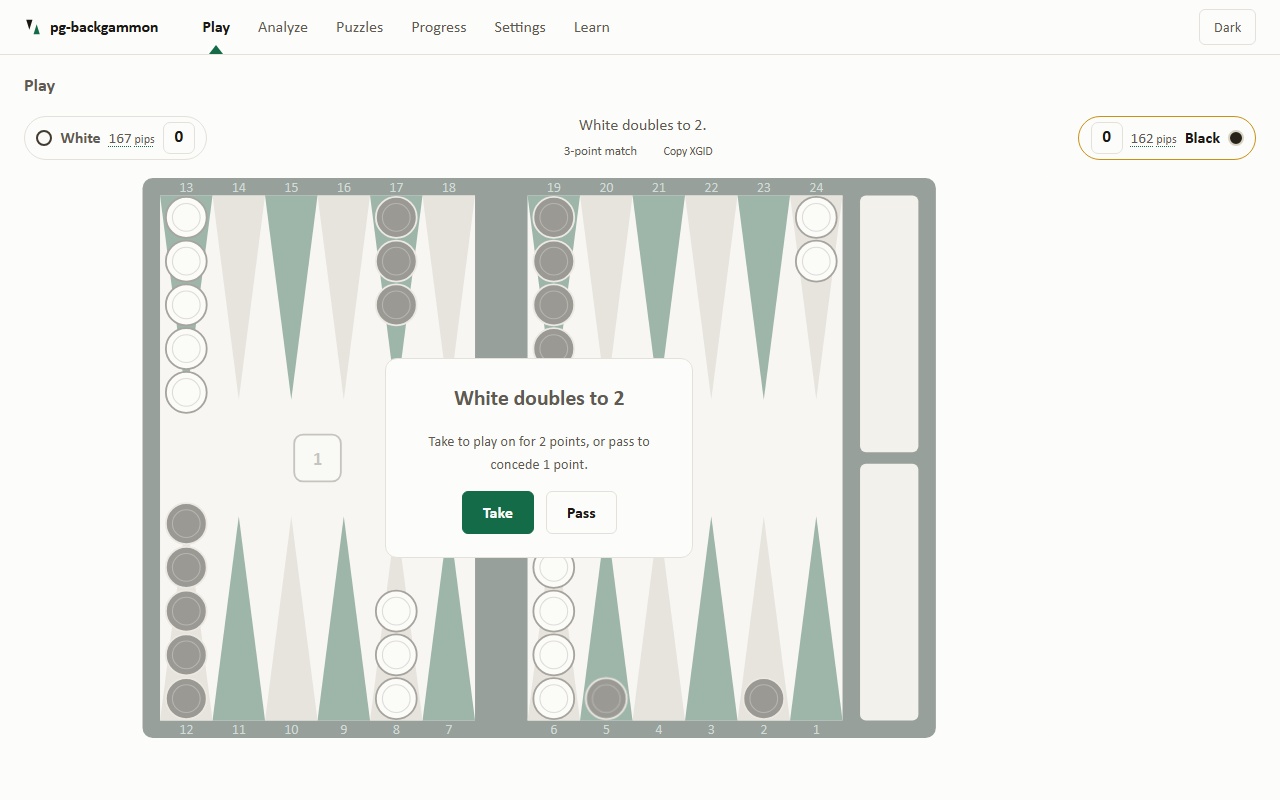 pg-backgammon Play Analyze Puzzles Progress Settings Learn Dark
Play
White 167 pips 0
White doubles to 2.
3-point match Copy XGID
0 162 pips Black
13 14 15 16 17 18 19 20 21 22 23 24
1
White doubles to 2
Take to play on for 2 points, or pass to
concede 1 point.
Take Pass
12 11 10 9 8 7 6 5 4 3 2 1